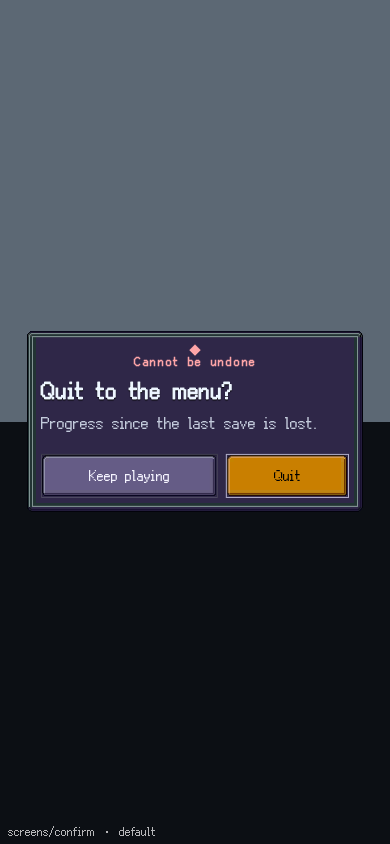 Cannot be undone
Quit to the menu?
Progress since the last save is lost.
Keep playing
Quit
screens/confirm · default